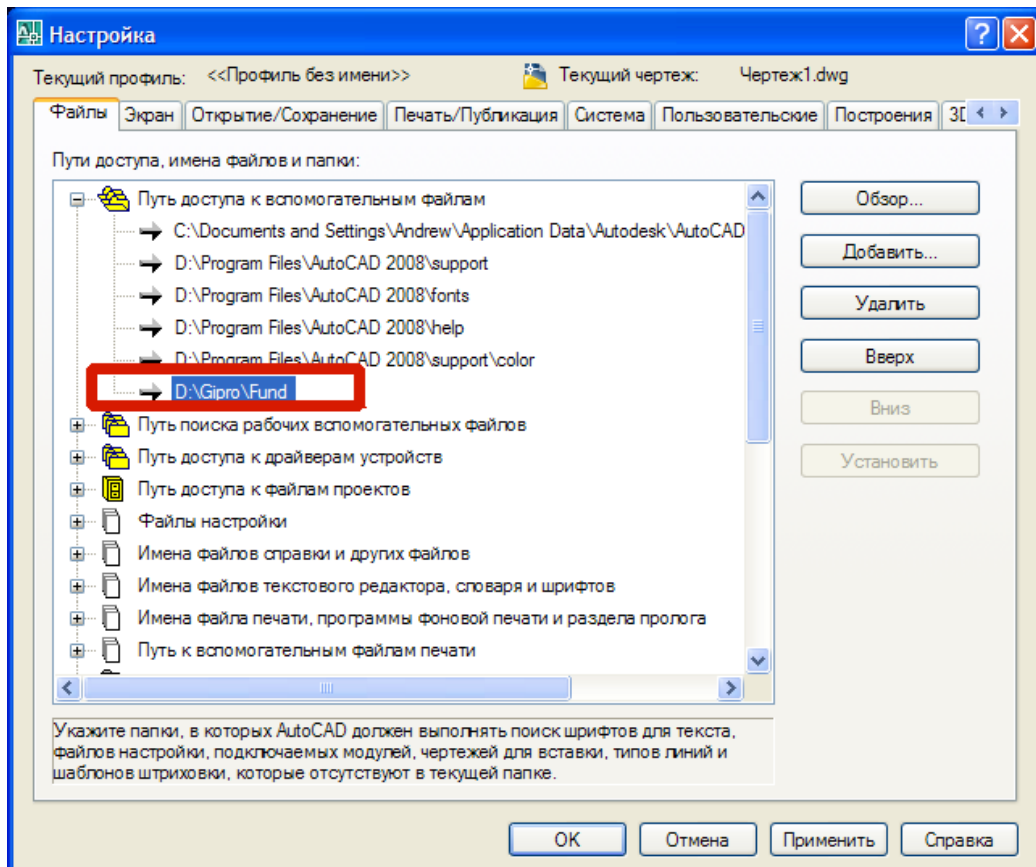 Настройка
Текущий профиль: <<Профиль без имени>> Текущий чертеж: Чертеж1.dwg
Файлы Экран Открытие/Сохранение Печать/Публикация Система Пользовательские Построения
Пути доступа, имена файлов и папки:
Путь доступа к вспомогательным файлам
Обзор...
C:\Documents and Settings\Andrew\Application Data\Autodesk\AutoCAD
Добавить...
D:\Program Files\AutoCAD 2008\support
D:\Program Files\AutoCAD 2008\fonts
Удалить
D:\Program Files\AutoCAD 2008\help
D:\Program Files\AutoCAD 2008\support\color
Вверх
D:\Gipro\Fund
Вниз
Путь поиска рабочих вспомогательных файлов
Путь доступа к драйверам устройств
Установить
Путь доступа к файлам проектов
Файлы настройки
Имена файлов справки и других файлов
Имена файлов текстового редактора, словаря и шрифтов
Имена файла печати, программы фоновой печати и раздела пролога
Путь к вспомогательным файлам печати
Укажите папки, в которых AutoCAD должен выполнять поиск шрифтов для текста,
файлов настройки, подключаемых модулей, чертежей для вставки, типов линий и
шаблонов штриховки, которые отсутствуют в текущей папке.
OK Отмена Применить Справка